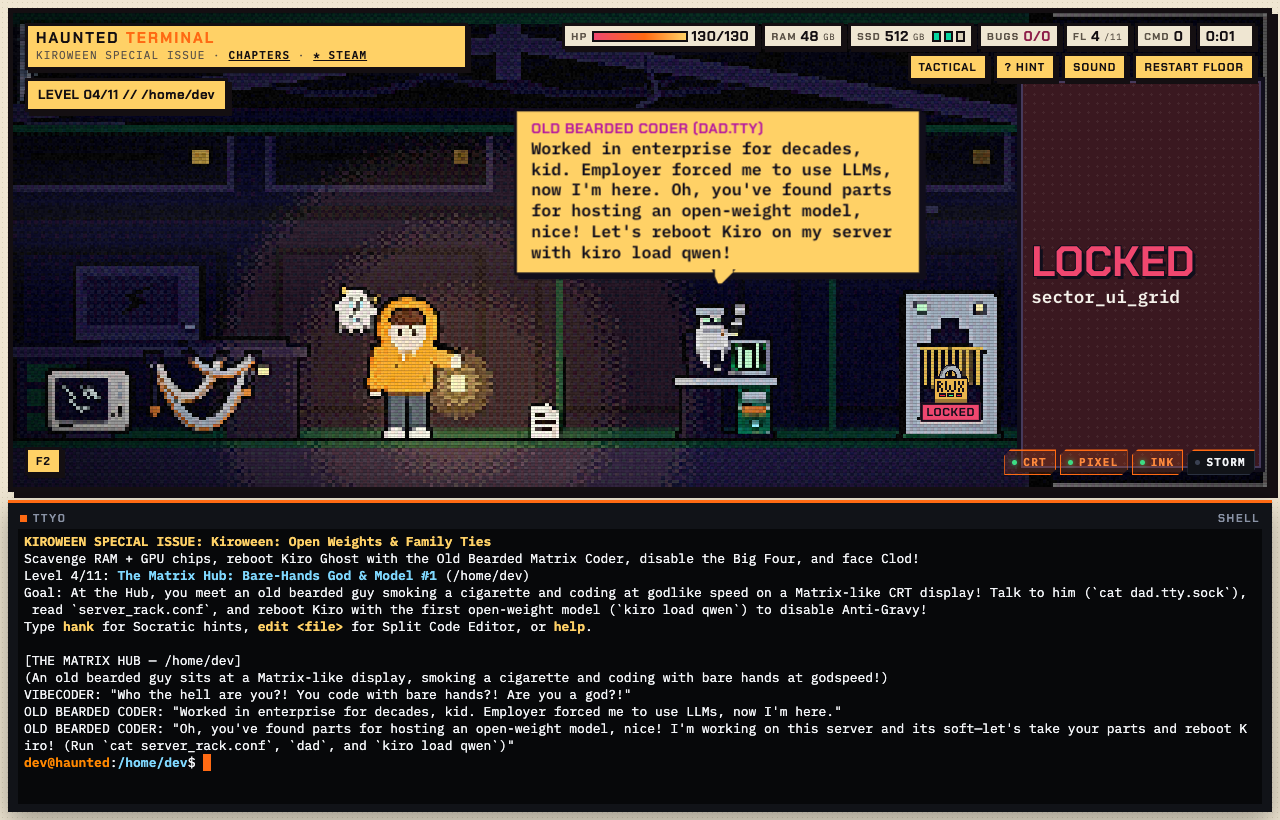 HAUNTED TERMINAL
KIROWEEN SPECIAL ISSUE · CHAPTERS · * STEAM
HP 130/130
RAM 48 GB
SSD 512 GB
BUGS 0/0
FL 4 /11
CMD 0
0:01
TACTICAL
? HINT
SOUND
RESTART FLOOR
LEVEL 04/11 // /home/dev
OLD BEARDED CODER (DAD.TTY)
Worked in enterprise for decades,
kid. Employer forced me to use LLMs,
now I'm here. Oh, you've found parts
for hosting an open-weight model,
nice! Let's reboot Kiro on my server
with kiro load qwen!
LOCKED
sector_ui_grid
RWX
LOCKED
F2
CRT
PIXEL
INK
STORM
TTY0
SHELL
KIROWEEN SPECIAL ISSUE: Kiroween: Open Weights & Family Ties
Scavenge RAM + GPU chips, reboot Kiro Ghost with the Old Bearded Matrix Coder, disable the Big Four, and face Clod!
Level 4/11: The Matrix Hub: Bare-Hands God & Model #1 (/home/dev)
Goal: At the Hub, you meet an old bearded guy smoking a cigarette and coding at godlike speed on a Matrix-like CRT display! Talk to him (`cat dad.tty.sock`),
read `server_rack.conf`, and reboot Kiro with the first open-weight model (`kiro load qwen`) to disable Anti-Gravy!
Type hank for Socratic hints, edit <file> for Split Code Editor, or help.
[THE MATRIX HUB — /home/dev]
(An old bearded guy sits at a Matrix-like display, smoking a cigarette and coding with bare hands at godspeed!)
VIBECODER: "Who the hell are you?! You code with bare hands?! Are you a god?!"
OLD BEARDED CODER: "Worked in enterprise for decades, kid. Employer forced me to use LLMs, now I'm here."
OLD BEARDED CODER: "Oh, you've found parts for hosting an open-weight model, nice! I'm working on this server and its soft—let's take your parts and reboot K
iro! (Run `cat server_rack.conf`, `dad`, and `kiro load qwen`)"
dev@haunted:/home/dev$